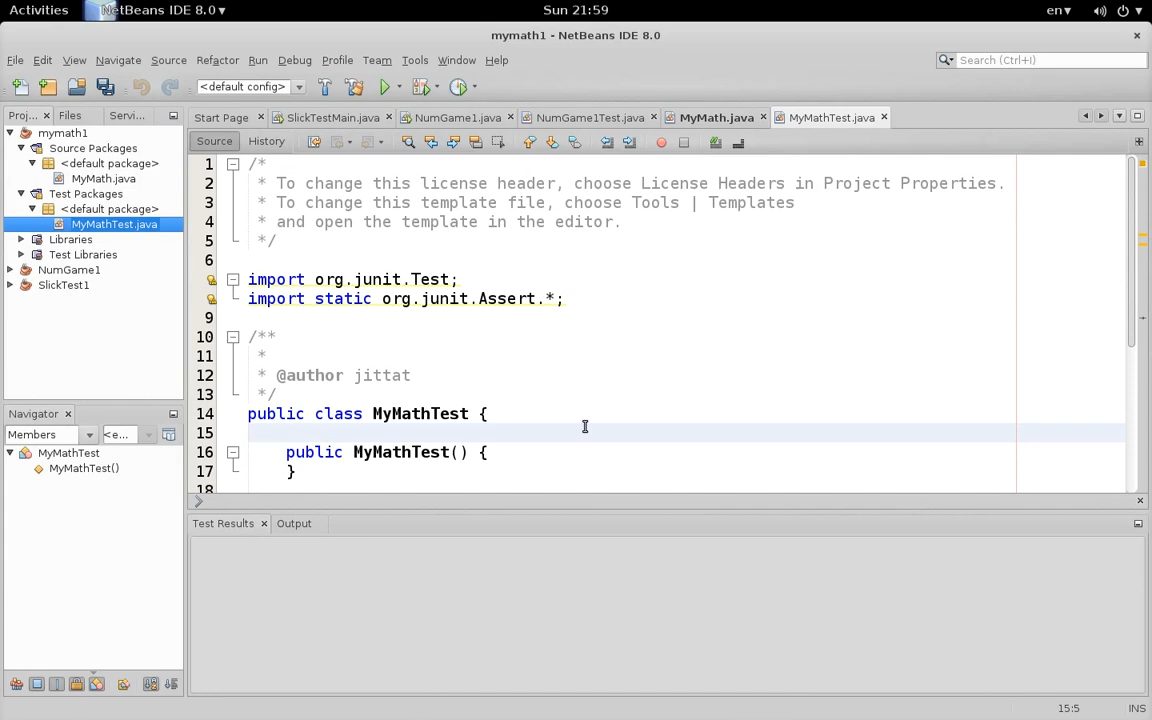 Activities NetBeans IDE 8.0 ▾ Sun 21:59 en ▾
mymath1 - NetBeans IDE 8.0 ×
File Edit View Navigate Source Refactor Run Debug Profile Team Tools Window Help Search (Ctrl+I)
<default config>
Proj... × Files Servi... Start Page × SlickTestMain.java × NumGame1.java × NumGame1Test.java × MyMath.java × MyMathTest.java ×
mymath1
Source Packages
<default package>
MyMath.java
Test Packages
<default package>
MyMathTest.java
Libraries
Test Libraries
NumGame1
SlickTest1
Navigator ×
Members <e...
MyMathTest
MyMathTest()
Source History
1 /*
2 * To change this license header, choose License Headers in Project Properties.
3 * To change this template file, choose Tools | Templates
4 * and open the template in the editor.
5 */
6
7 import org.junit.Test;
8 import static org.junit.Assert.*;
9
10 /**
11 *
12 * @author jittat
13 */
14 public class MyMathTest {
15
16 public MyMathTest() {
17 }
18
Test Results × Output
15:5 INS